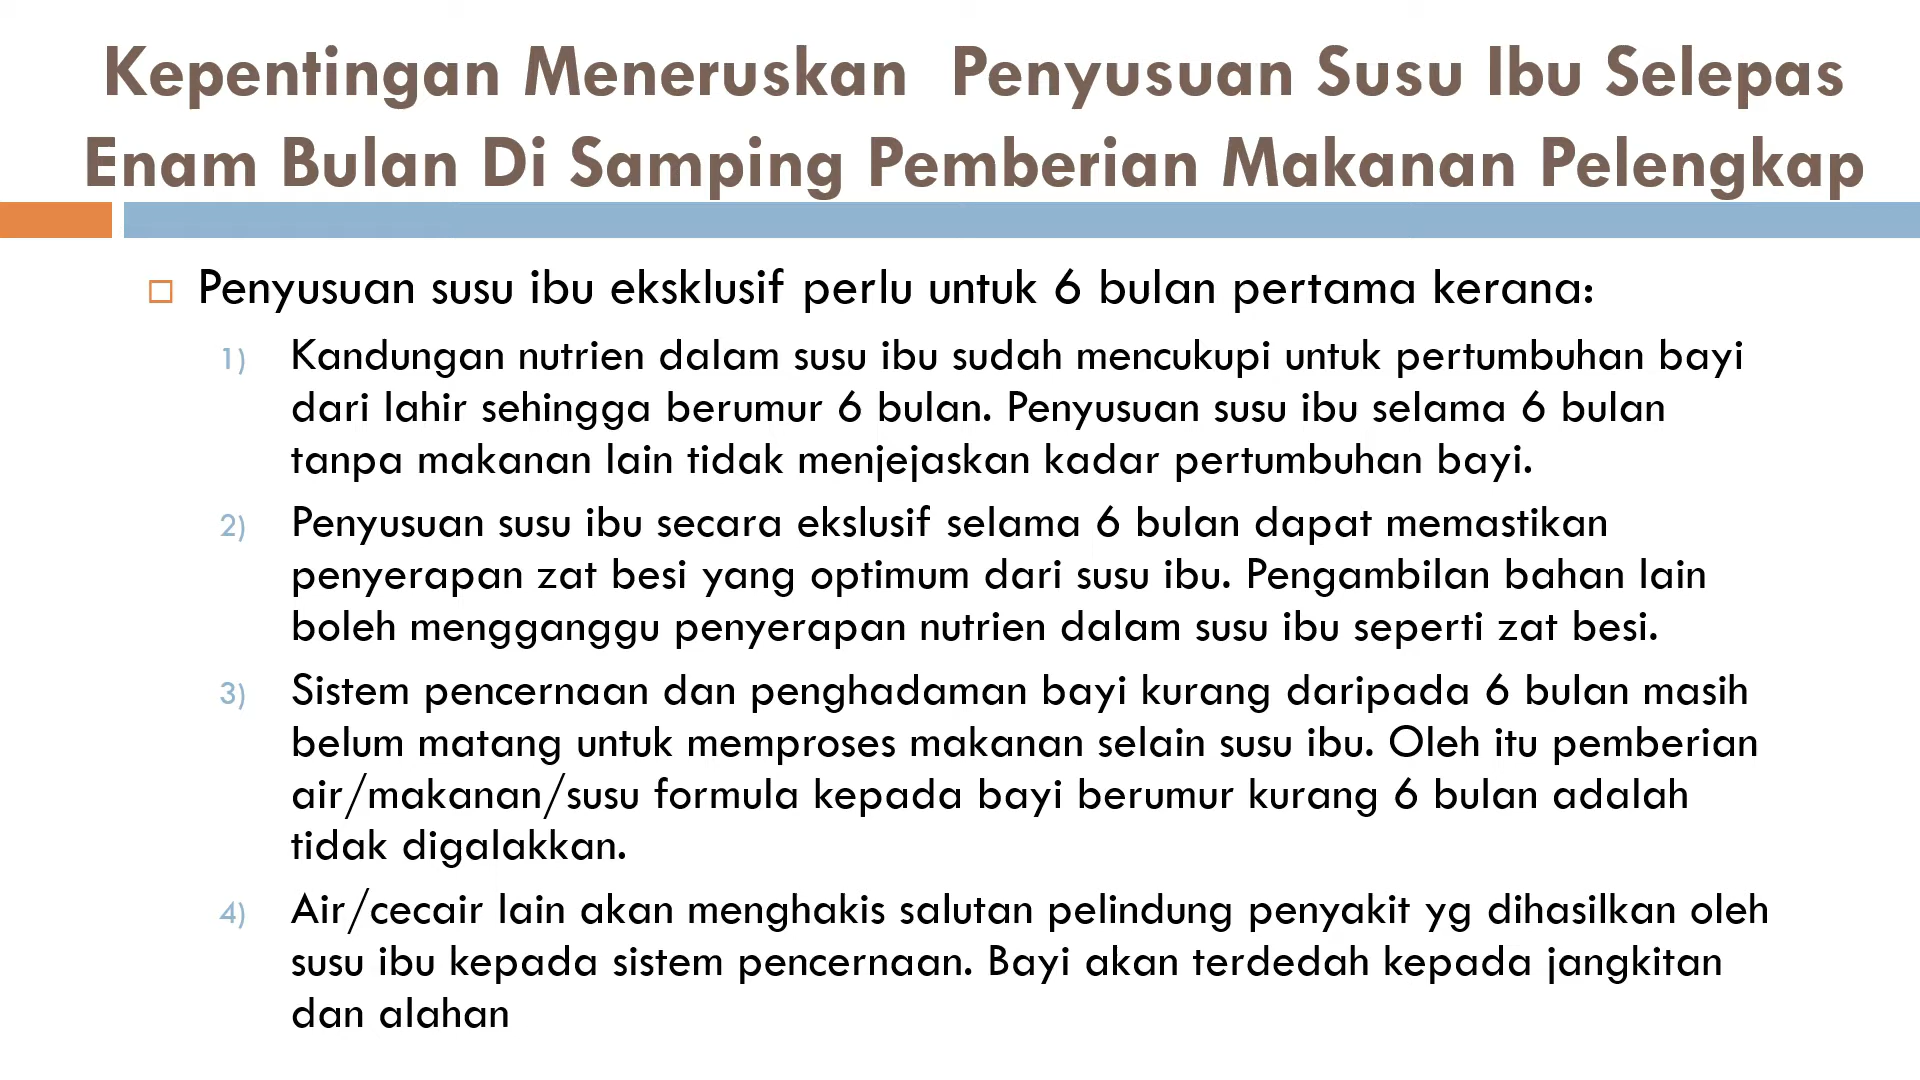 Kepentingan Meneruskan  Penyusuan Susu Ibu Selepas
Enam Bulan Di Samping Pemberian Makanan Pelengkap
Penyusuan susu ibu eksklusif perlu untuk 6 bulan pertama kerana:
1) Kandungan nutrien dalam susu ibu sudah mencukupi untuk pertumbuhan bayi
dari lahir sehingga berumur 6 bulan. Penyusuan susu ibu selama 6 bulan
tanpa makanan lain tidak menjejaskan kadar pertumbuhan bayi.
2) Penyusuan susu ibu secara ekslusif selama 6 bulan dapat memastikan
penyerapan zat besi yang optimum dari susu ibu. Pengambilan bahan lain
boleh mengganggu penyerapan nutrien dalam susu ibu seperti zat besi.
3) Sistem pencernaan dan penghadaman bayi kurang daripada 6 bulan masih
belum matang untuk memproses makanan selain susu ibu. Oleh itu pemberian
air/makanan/susu formula kepada bayi berumur kurang 6 bulan adalah
tidak digalakkan.
4) Air/cecair lain akan menghakis salutan pelindung penyakit yg dihasilkan oleh
susu ibu kepada sistem pencernaan. Bayi akan terdedah kepada jangkitan
dan alahan